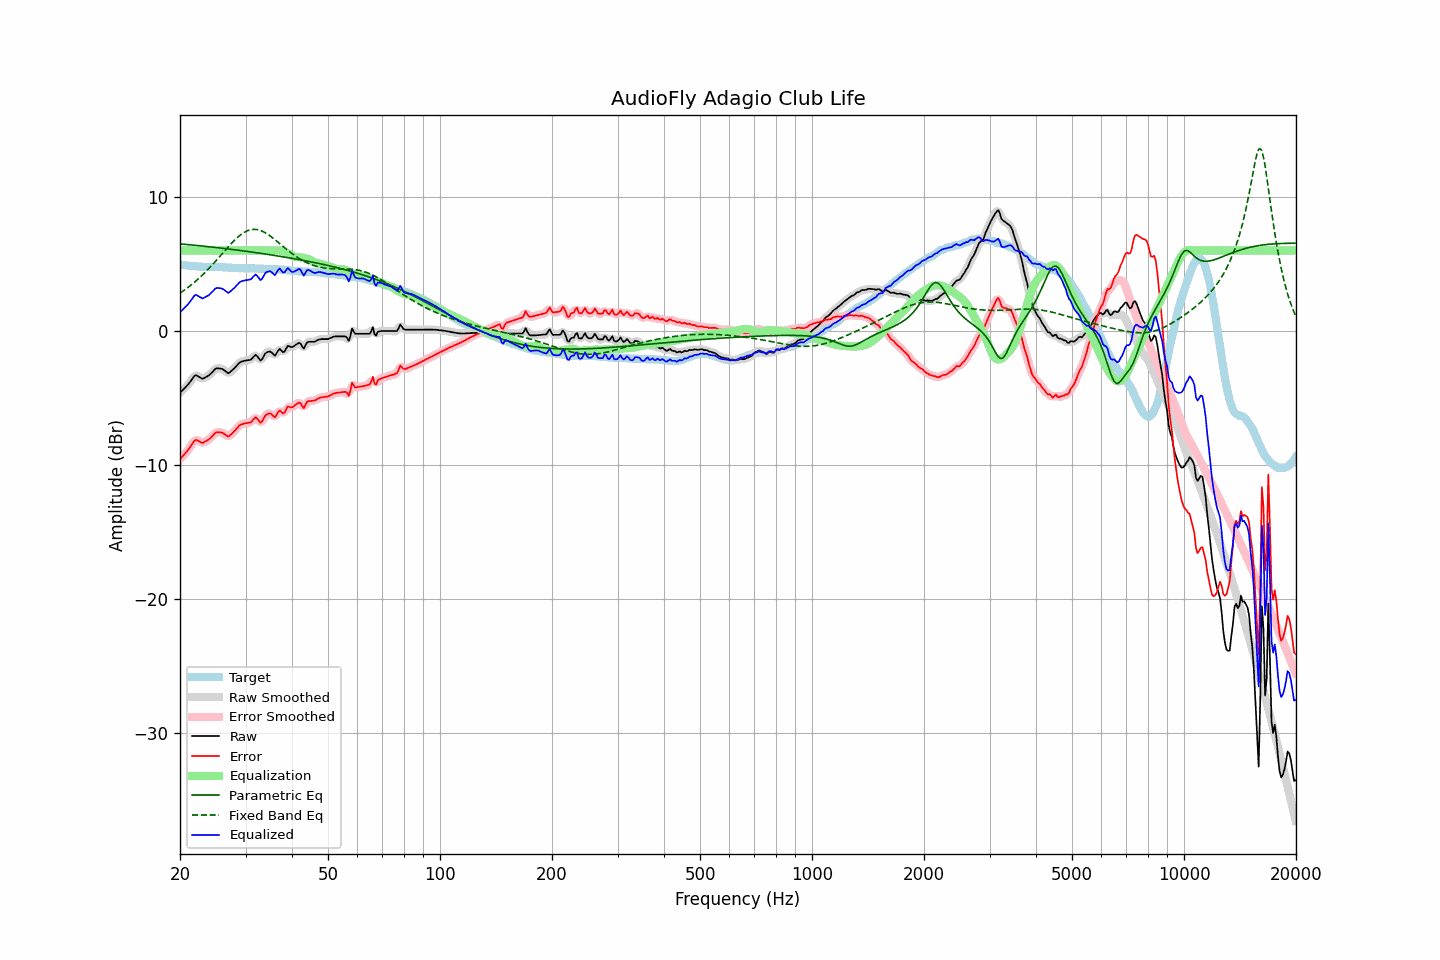 AudioFly Adagio Club Life
Amplitude (dBr)
10
0
−10
−20
−30
Target
Raw Smoothed
Error Smoothed
Raw
Error
Equalization
Parametric Eq
Fixed Band Eq
Equalized
20 50 100 200 500 1000 2000 5000 10000 20000
Frequency (Hz)